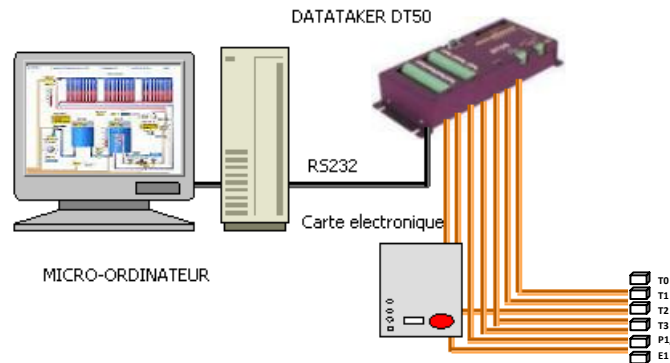 DATATAKER DT50
RS232
Carte electronique
MICRO-ORDINATEUR
T0
T1
T2
T3
P1
E1